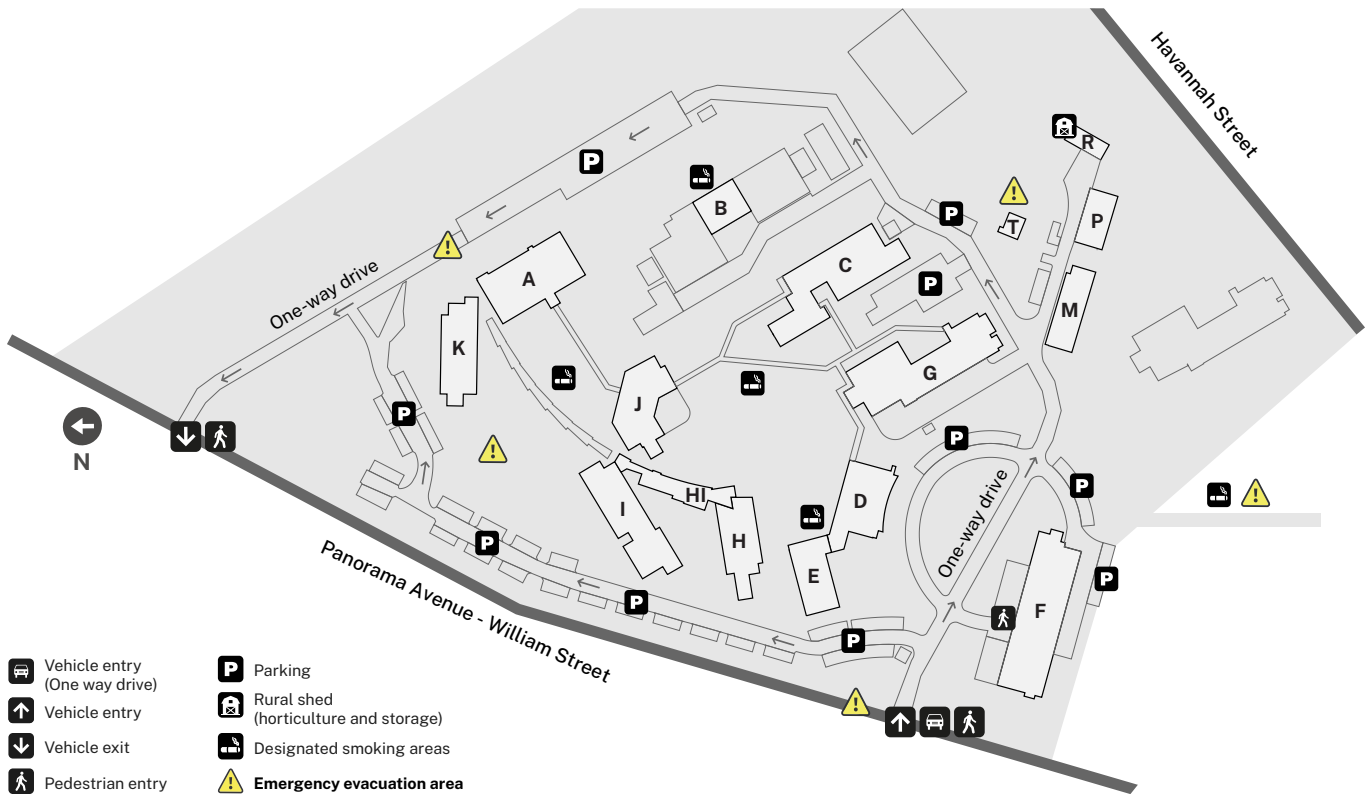 Havannah Street
R
P
B
T
P
P
C
A
P
One-way drive
M
K
G
J
P
N
P
P
HI
D
I
One-way drive
H
P
E
P
P
F
Panorama Avenue - William Street
P
P
Vehicle entry
(One way drive)
Vehicle entry
Vehicle exit
Pedestrian entry
P Parking
Rural shed
(horticulture and storage)
Designated smoking areas
Emergency evacuation area